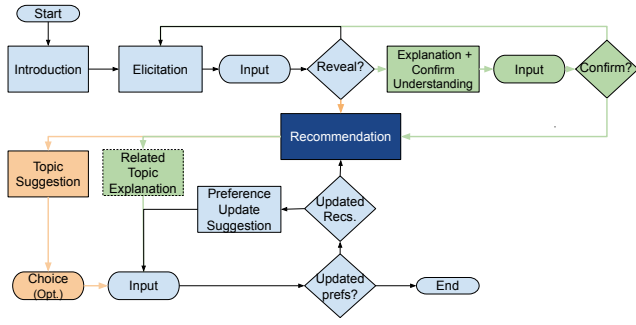 Start
Introduction
Elicitation
Input
Reveal?
Explanation +
Confirm
Understanding
Input
Confirm?
Recommendation
Topic
Suggestion
Related
Topic
Explanation
Preference
Update
Suggestion
Updated
Recs.
Choice
(Opt.)
Input
Updated
prefs?
End